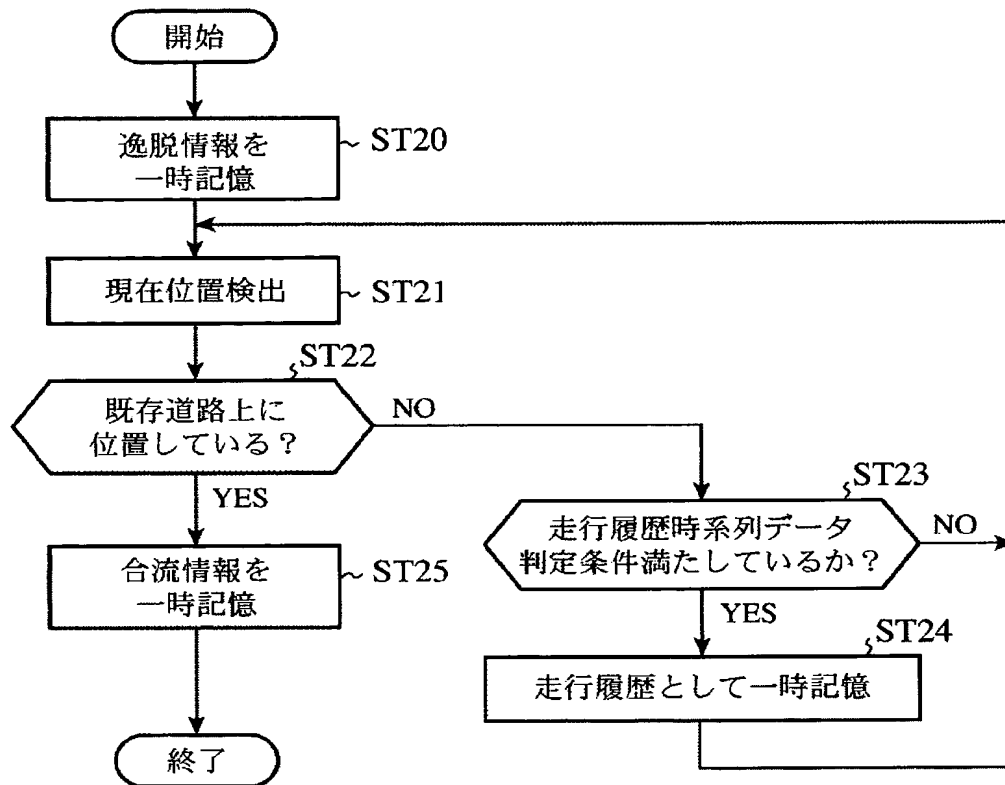 開始
逸脱情報を
一時記憶
ST20
現在位置検出
ST21
ST22
既存道路上に
位置している？
NO
YES
ST23
走行履歴時系列データ
判定条件満たしているか？
NO
YES
合流情報を
一時記憶
ST25
ST24
走行履歴として一時記憶
終了